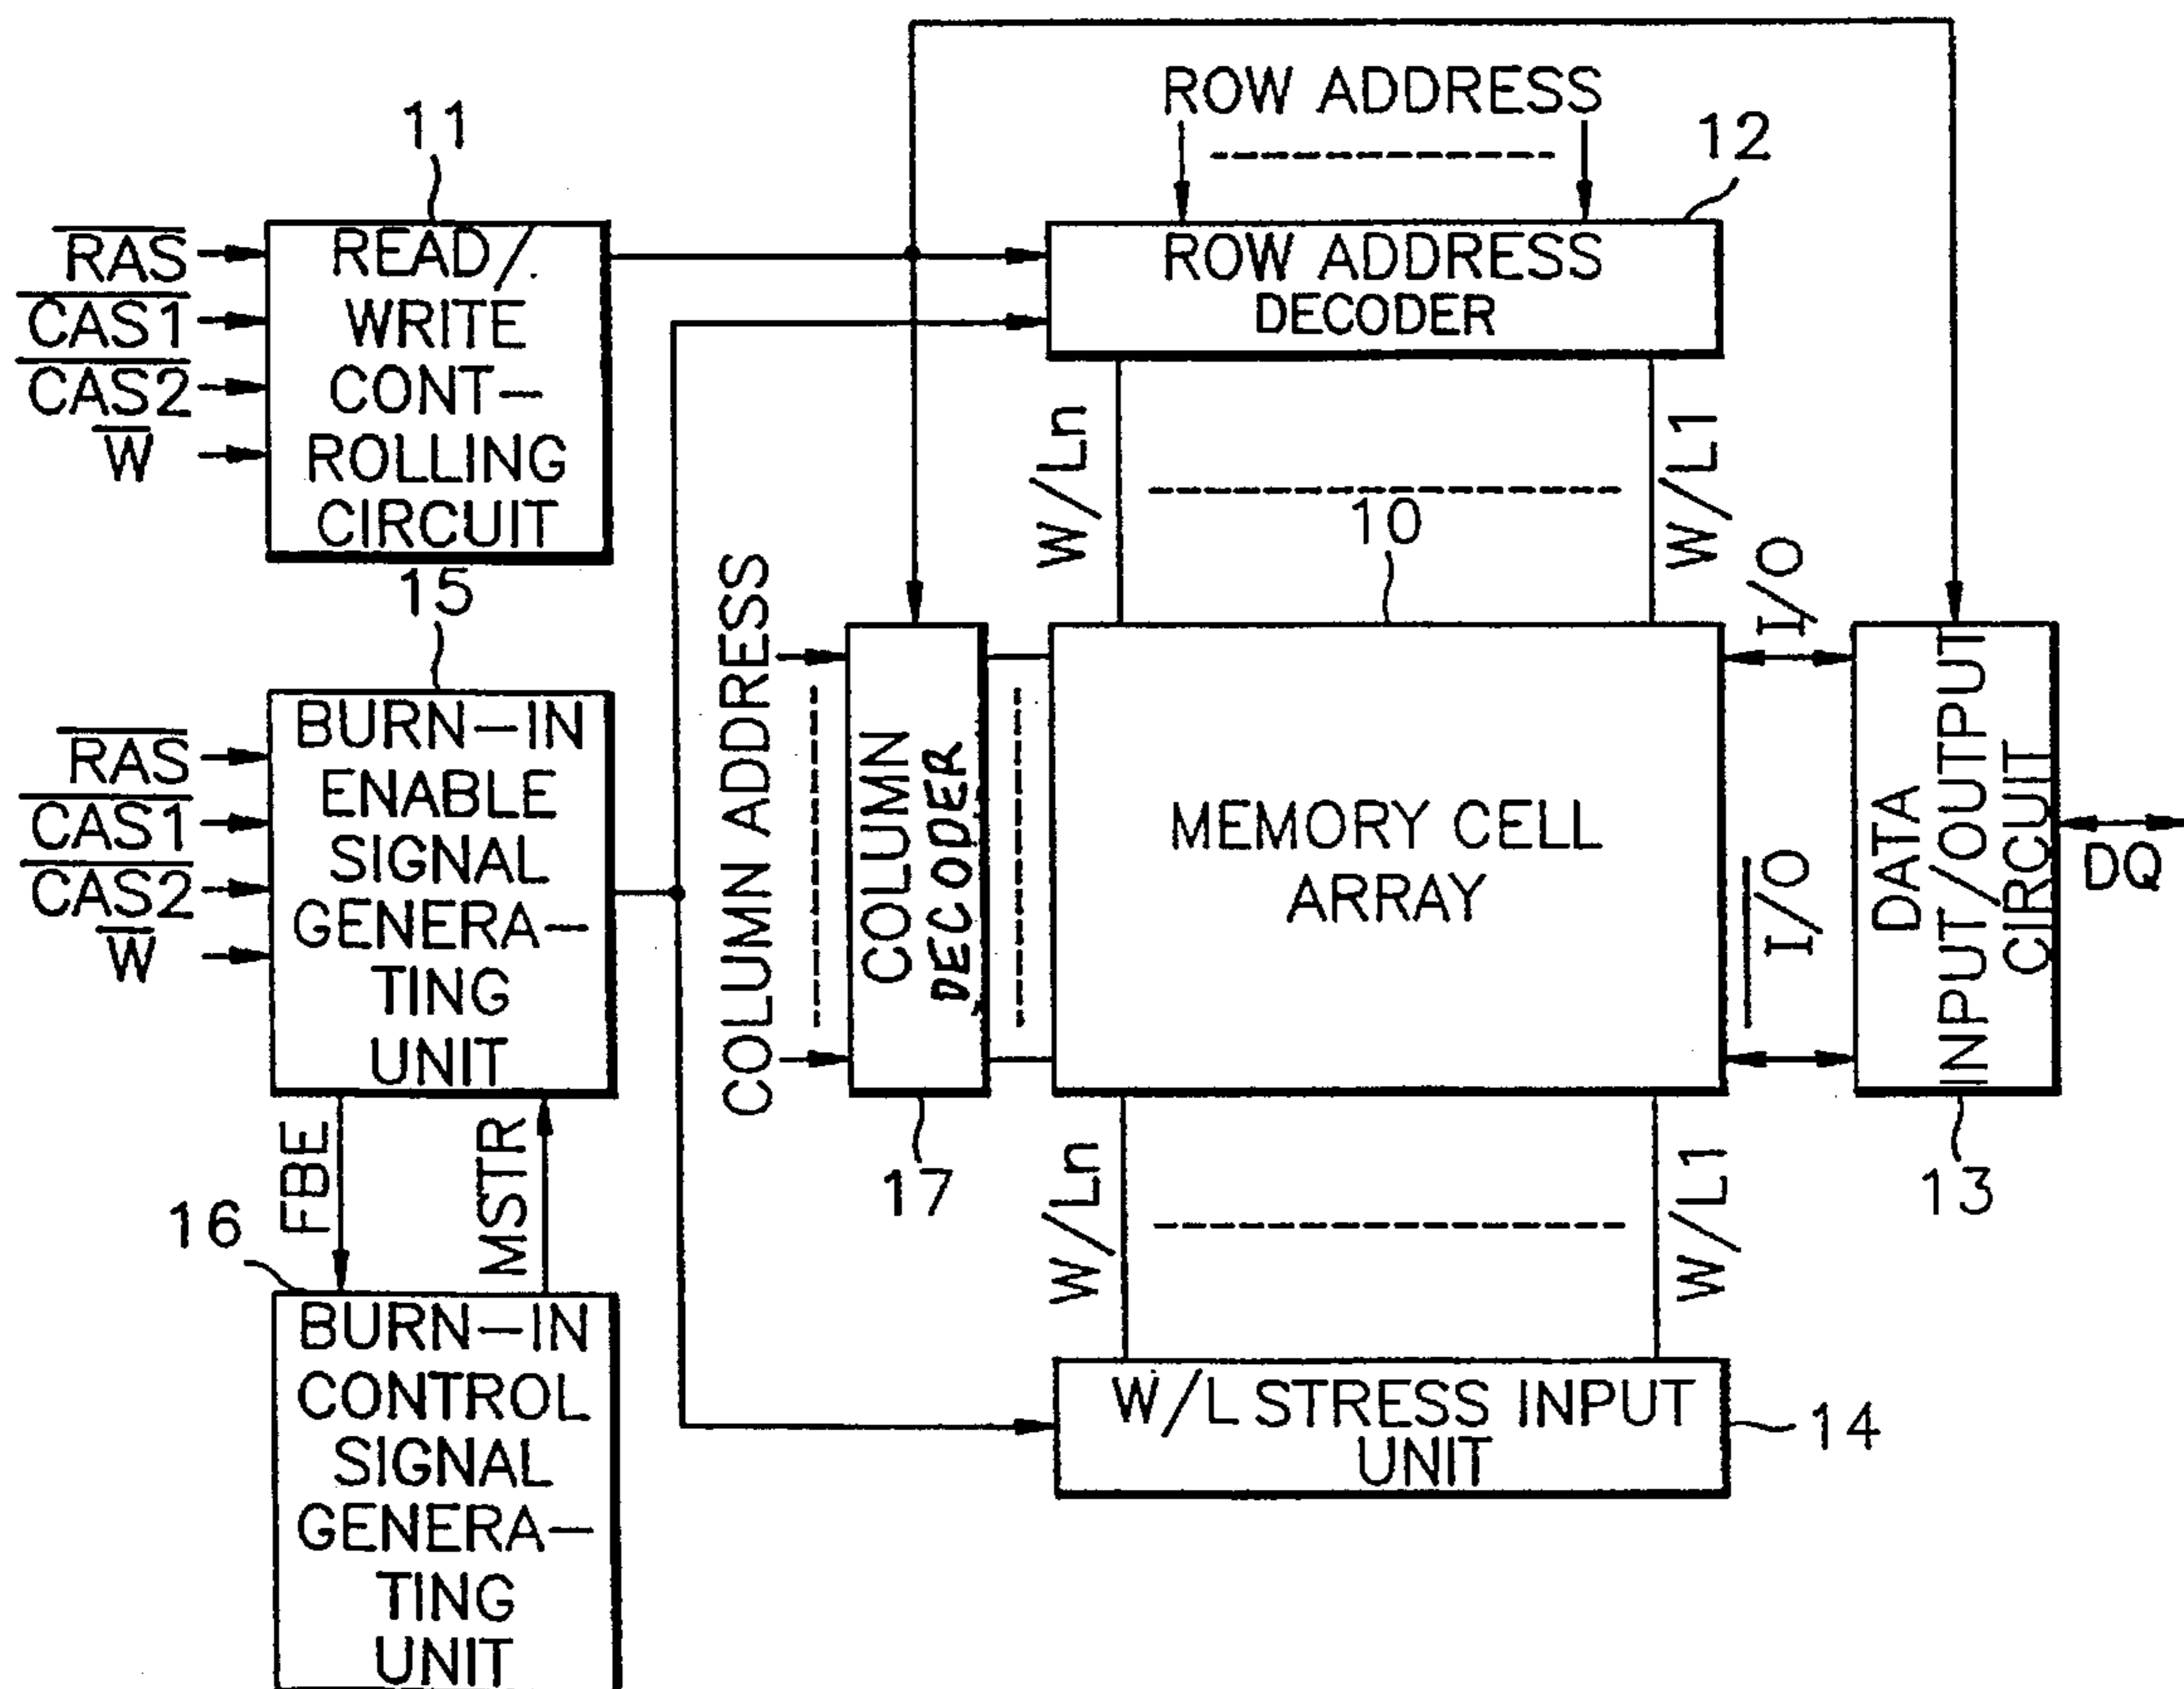 ROW ADDRESS
11
12
RAS
CAS1
CAS2
W
READ/
WRITE
CONT-
ROLLING
CIRCUIT
ROW ADDRESS
DECODER
W/Ln
W/L1
10
15
RAS
CAS1
CAS2
W
BURN-IN
ENABLE
SIGNAL
GENERA-
TING
UNIT
COLUMN ADDRESS
COLUMN
DECODER
17
MEMORY CELL
ARRAY
I/O
I/O
DATA
INPUT/OUTPUT
CIRCUIT
13
DQ
FBE
MSTR
16
BURN-IN
CONTROL
SIGNAL
GENERA-
TING
UNIT
W/Ln
W/L1
W/L STRESS INPUT
UNIT
14